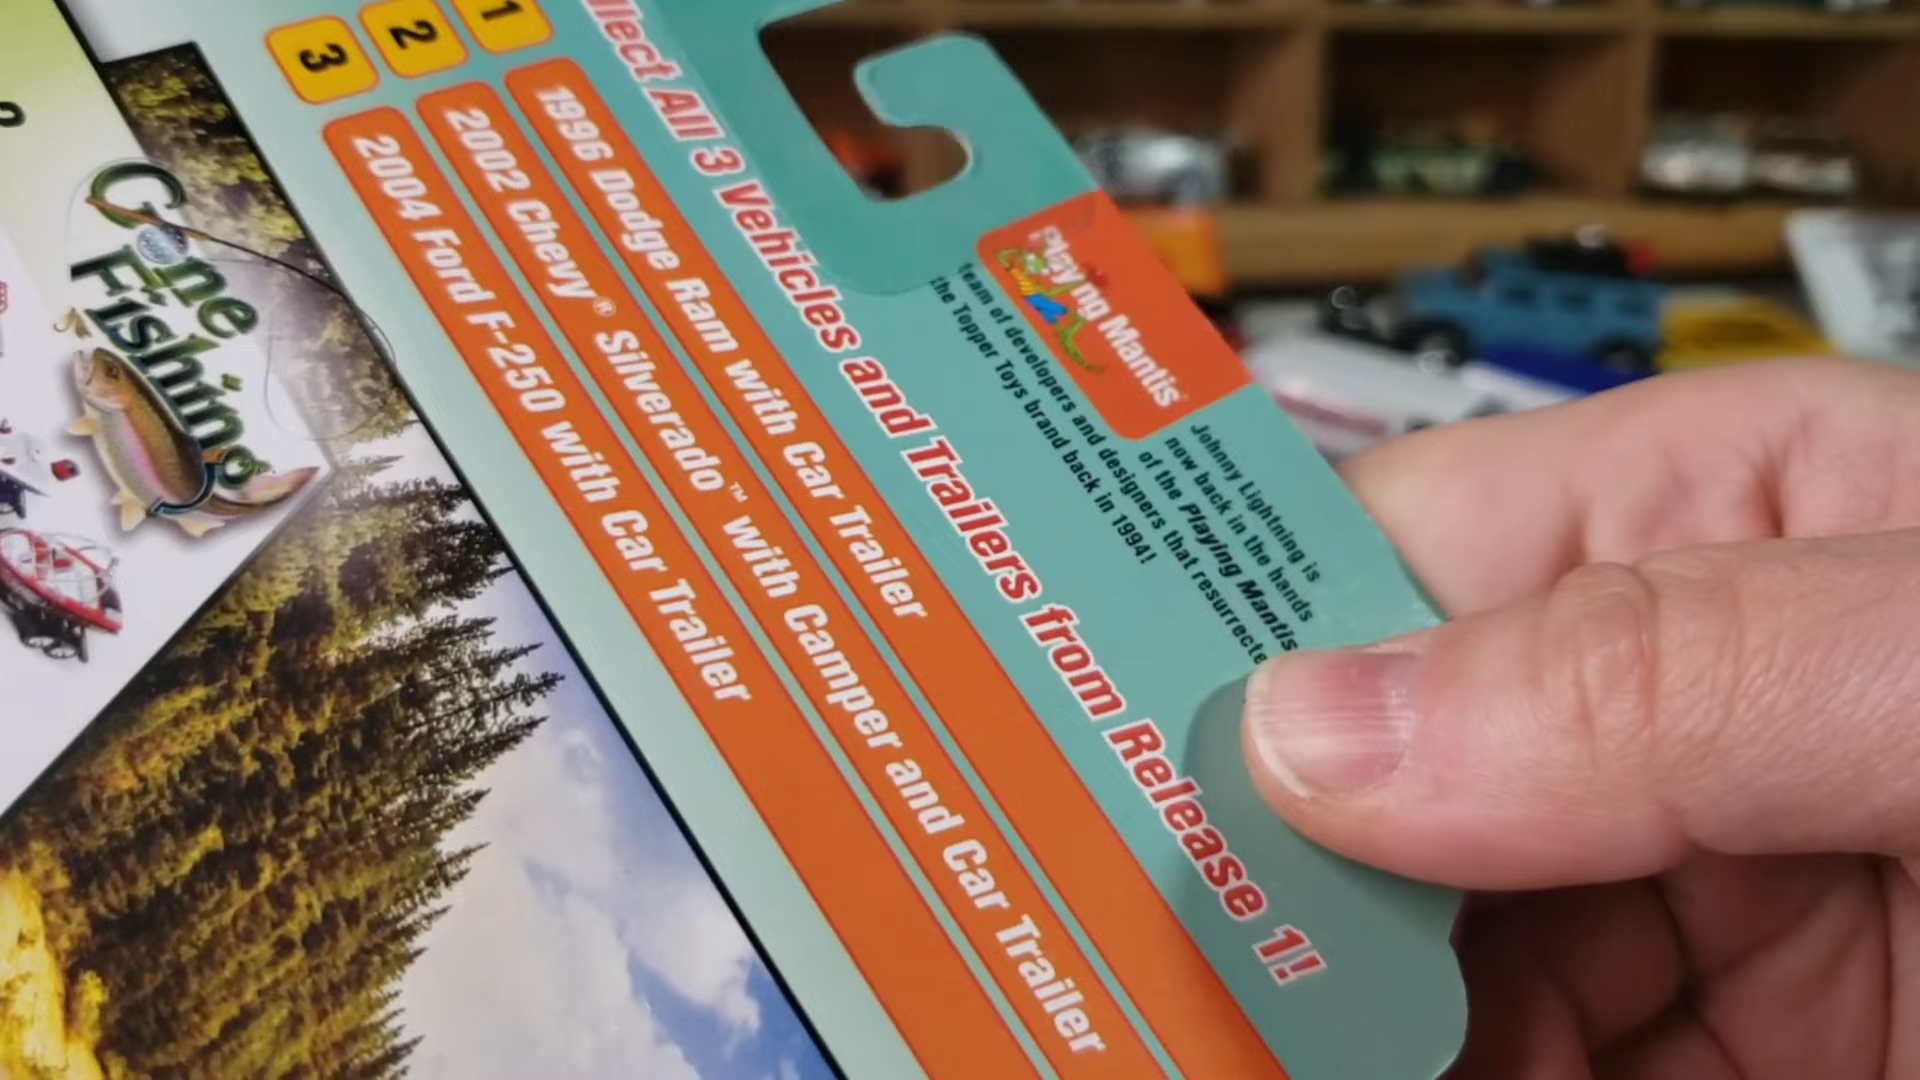 Collect All 3 Vehicles and Trailers from Release 1!
1
1996 Dodge Ram with Car Trailer
2
2002 Chevy® Silverado™ with Camper and Car Trailer
3
2004 Ford F-250 with Car Trailer
Playing Mantis
Johnny Lightning is
now back in the hands
of the Playing Mantis
team of developers and designers that resurrecte
the Topper Toys brand back in 1994!
Gone
Fishing